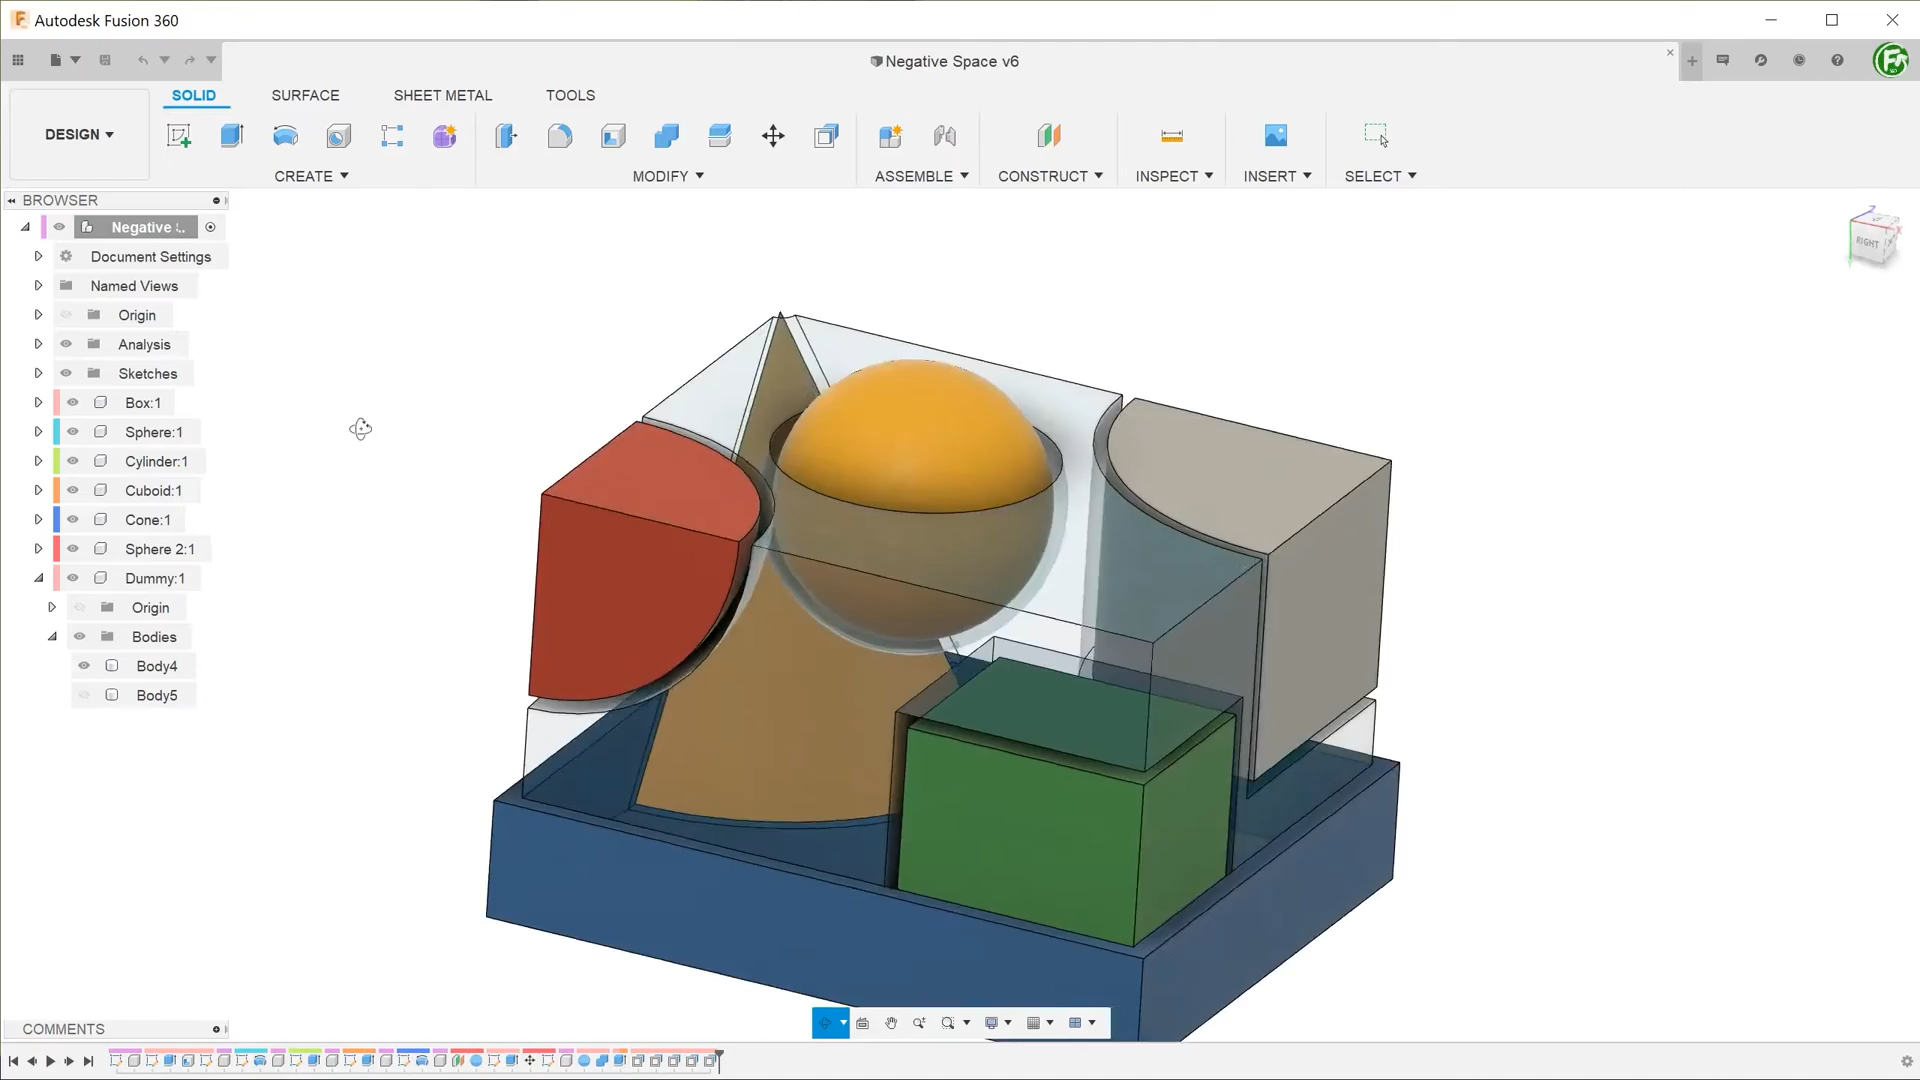 Autodesk Fusion 360
Negative Space v6
SOLID SURFACE SHEET METAL TOOLS
DESIGN
CREATE MODIFY ASSEMBLE CONSTRUCT INSPECT INSERT SELECT
BROWSER
Negative
Document Settings
Named Views
Origin
Analysis
Sketches
Box:1
Sphere:1
Cylinder:1
Cuboid:1
Cone:1
Sphere 2:1
Dummy:1
Origin
Bodies
Body4
Body5
RIGHT
Z
X
COMMENTS